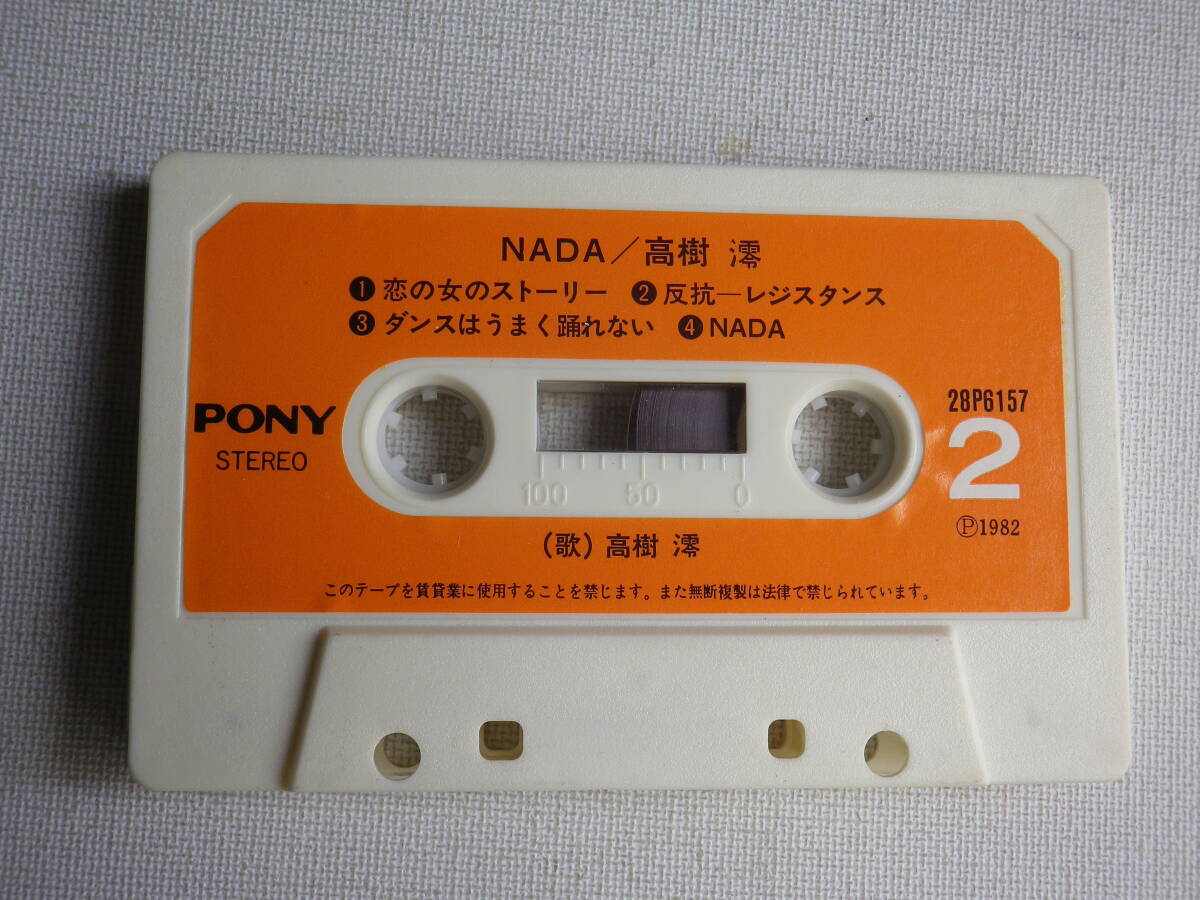 NADA／高樹 澪
❶ 恋の女のストーリー ❷ 反抗―レジスタンス
❸ ダンスはうまく踊れない ❹ NADA
PONY
STEREO
28P6157
2
Ⓟ1982
100 50 0
(歌) 高樹 澪
このテープを賃貸業に使用することを禁じます。また無断複製は法律で禁じられています。